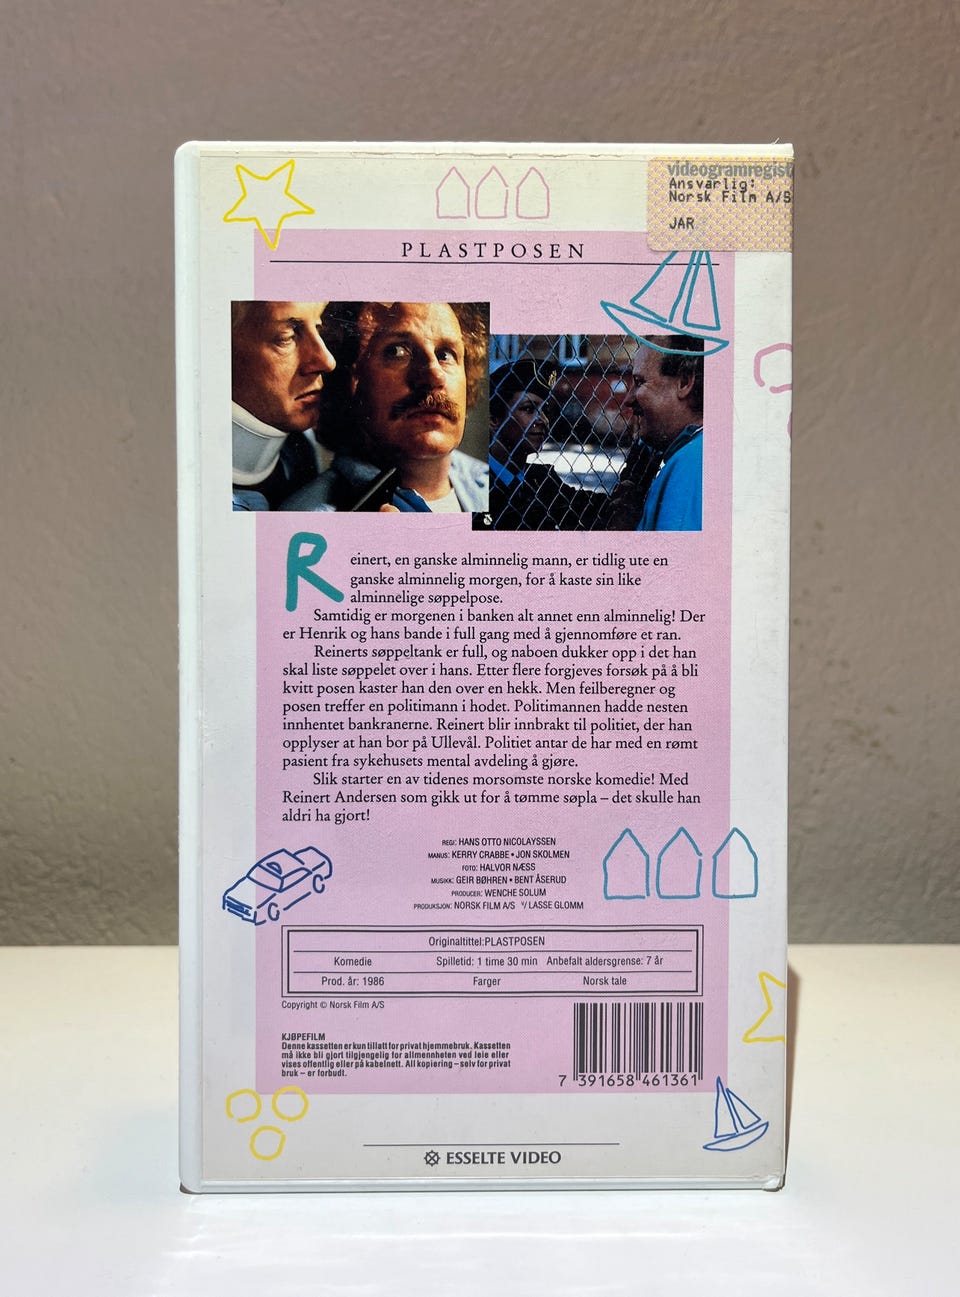 videogramregist
Ansvarlig:
Norsk Film A/S
JAR
PLASTPOSEN
Reinert, en ganske alminnelig mann, er tidlig ute en
ganske alminnelig morgen, for å kaste sin like
alminnelige søppelpose.
Samtidig er morgenen i banken alt annet enn alminnelig! Der
er Henrik og hans bande i full gang med å gjennomføre et ran.
Reinerts søppeltank er full, og naboen dukker opp i det han
skal liste søppelet over i hans. Etter flere forgjeves forsøk på å bli
kvitt posen kaster han den over en hekk. Men feilberegner og
posen treffer en politimann i hodet. Politimannen hadde nesten
innhentet bankranerne. Reinert blir innbrakt til politiet, der han
opplyser at han bor på Ullevål. Politiet antar de har med en rømt
pasient fra sykehusets mental avdeling å gjøre.
Slik starter en av tidenes morsomste norske komedie! Med
Reinert Andersen som gikk ut for å tømme søpla – det skulle han
aldri ha gjort!
REGI: HANS OTTO NICOLAYSSEN
MANUS: KERRY CRABBE • JON SKOLMEN
FOTO: HALVOR NÆSS
MUSIKK: GEIR BØHREN • BENT ÅSERUD
PRODUCER: WENCHE SOLUM
PRODUKSJON: NORSK FILM A/S V/ LASSE GLOMM
Originaltittel: PLASTPOSEN
Komedie Spilletid: 1 time 30 min Anbefalt aldersgrense: 7 år
Prod. år: 1986 Farger Norsk tale
Copyright © Norsk Film A/S
KJØPEFILM
Denne kassetten er kun tillatt for privat hjemmebruk. Kassetten
må ikke bli gjort tilgjengelig for allmennheten ved leie eller
vises offentlig eller på kabelnett. All kopiering – selv for privat
bruk – er forbudt.
7 391658 461361
ESSELTE VIDEO